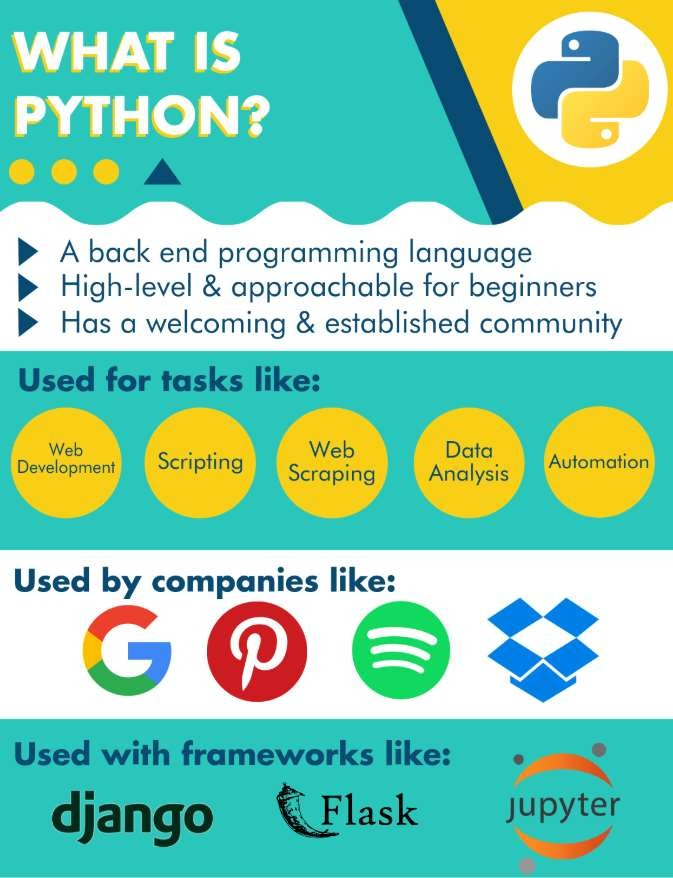 WHAT IS
PYTHON?
A back end programming language
High-level & approachable for beginners
Has a welcoming & established community
Used for tasks like:
Web
Development
Scripting
Web
Scraping
Data
Analysis
Automation
Used by companies like:
Used with frameworks like:
django
Flask
jupyter